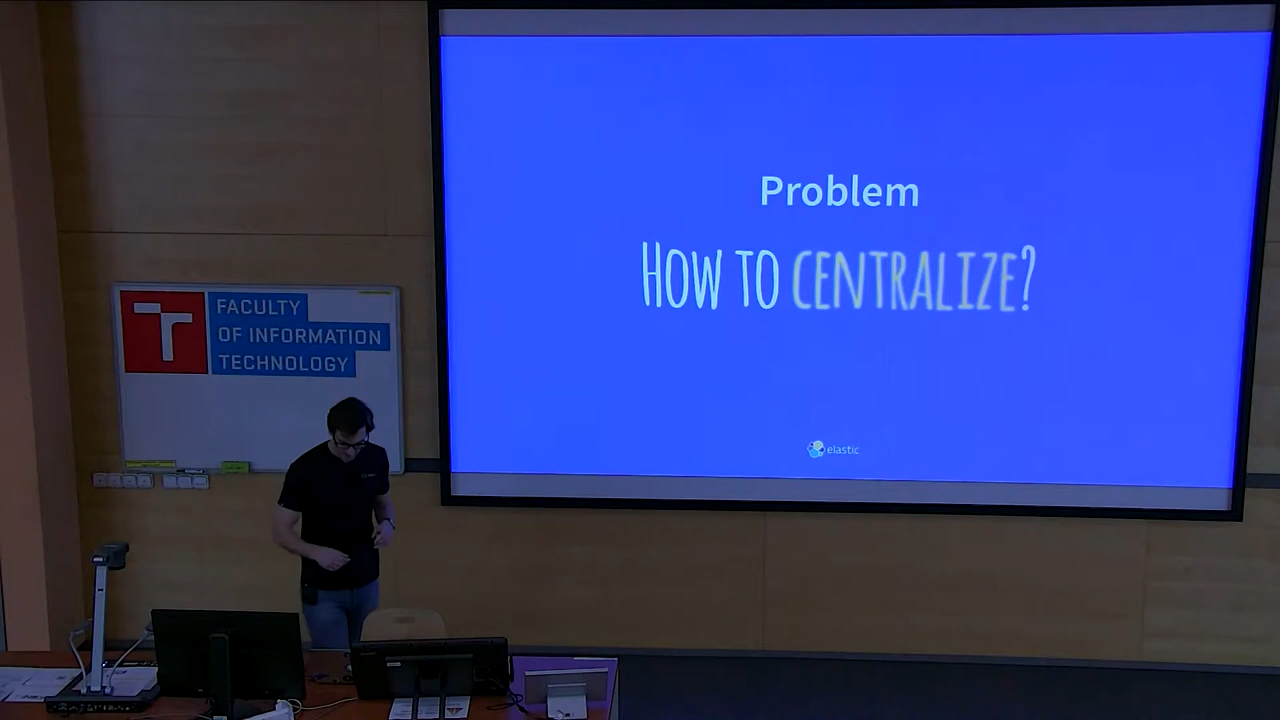 Problem
HOW TO CENTRALIZE?
elastic
FACULTY
OF INFORMATION
TECHNOLOGY